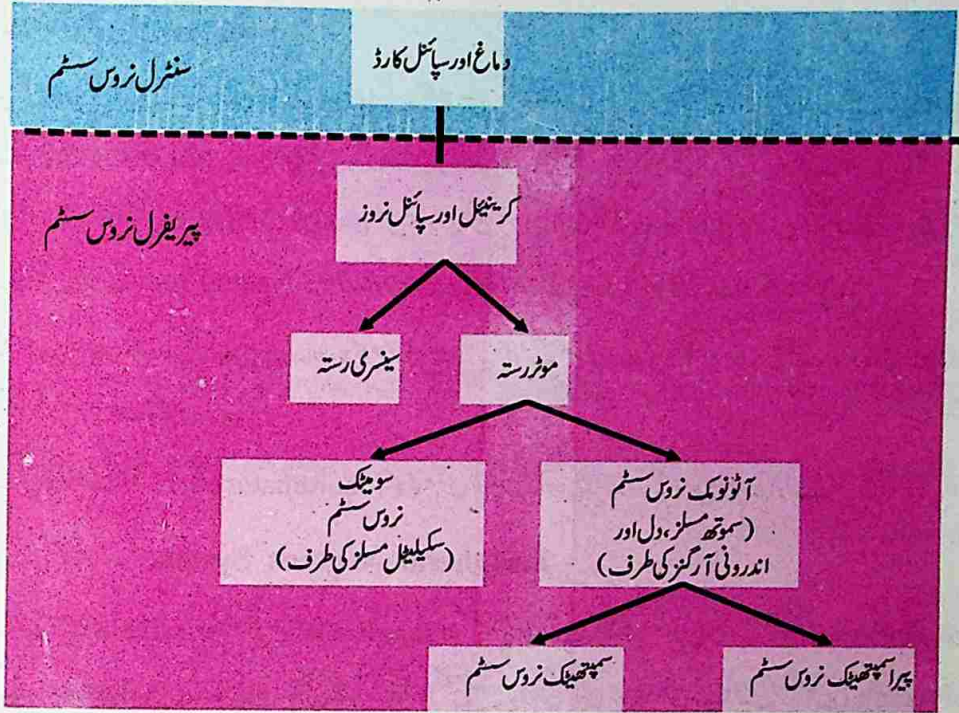 دماغ اور سپائنل کارڈ
سنٹرل نروس سسٹم
کرینیئل اور سپائنل نروز
پیریفرل نروس سسٹم
موٹر رستہ
سینسری رستہ
آٹونومک نروس سسٹم
(سموتھ مسلز، دل اور
اندرونی آرگنز کی طرف)
سومیٹک
نروس سسٹم
(سکیلیٹل مسلز کی طرف)
پیرا سمپتھیٹک نروس سسٹم
سمپتھیٹک نروس سسٹم